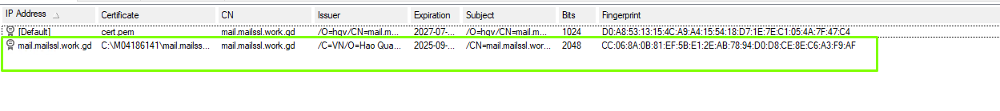 IP Address Certificate CN Issuer Expiration Subject Bits Fingerprint
[Default] cert.pem mail.mailssl.work.gd /O=hqv/CN=mail.m... 2027-07-... /O=hqv/CN=mail.m... 1024 D0:A8:53:13:15:4C:A9:A4:15:54:18:D7:1E:7E:C1:05:4A:7F:47:C4
mail.mailssl.work.gd C:\M04186141\mail.mailss... mail.mailssl.work.gd /C=VN/O=Hao Qua... 2025-09-... /CN=mail.mailssl.wor... 2048 CC:06:8A:0B:81:EF:5B:E1:2E:AB:78:94:D0:D8:CE:8E:C6:A3:F9:AF